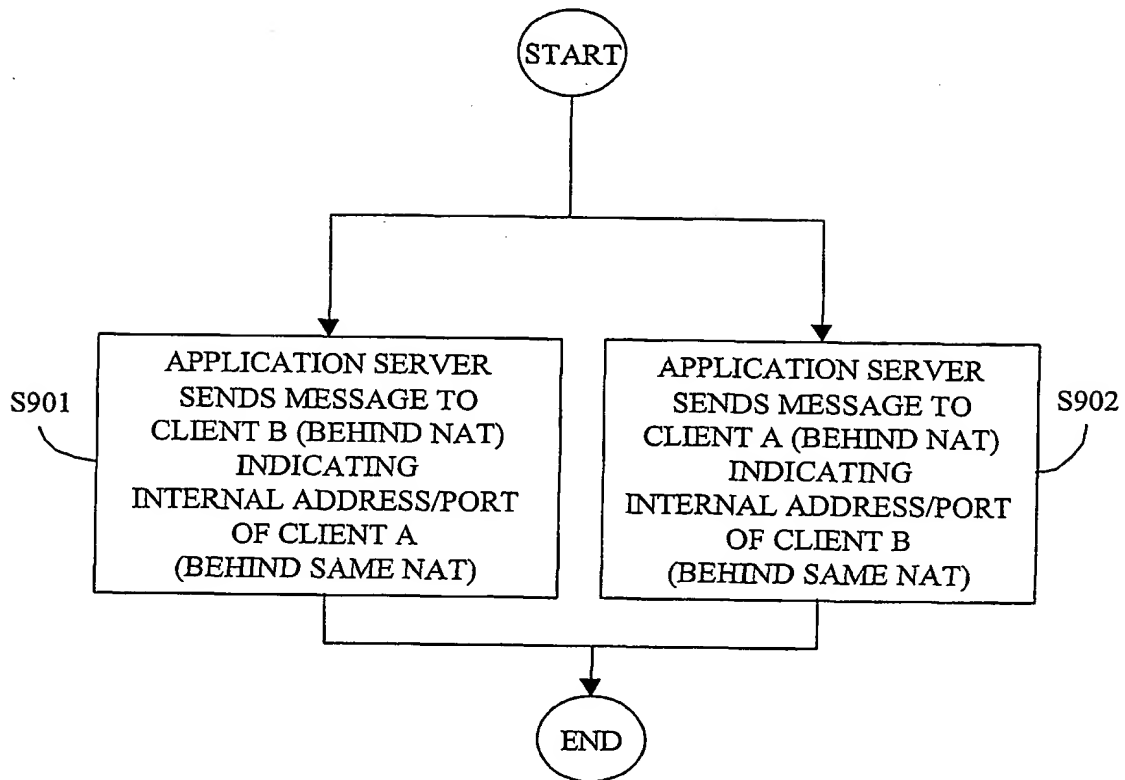 START
S901
APPLICATION SERVER
SENDS MESSAGE TO
CLIENT B (BEHIND NAT)
INDICATING
INTERNAL ADDRESS/PORT
OF CLIENT A
(BEHIND SAME NAT)
APPLICATION SERVER
SENDS MESSAGE TO
CLIENT A (BEHIND NAT)
INDICATING
INTERNAL ADDRESS/PORT
OF CLIENT B
(BEHIND SAME NAT)
S902
END